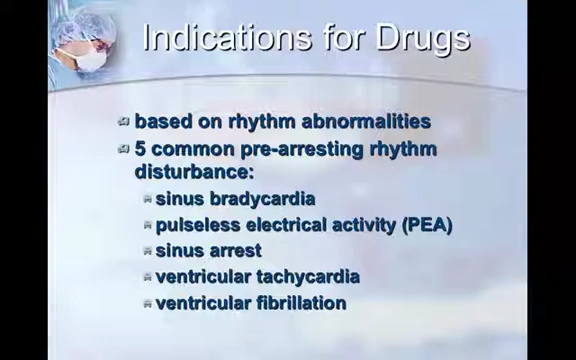 Indications for Drugs
based on rhythm abnormalities
5 common pre-arresting rhythm
disturbance:
sinus bradycardia
pulseless electrical activity (PEA)
sinus arrest
ventricular tachycardia
ventricular fibrillation